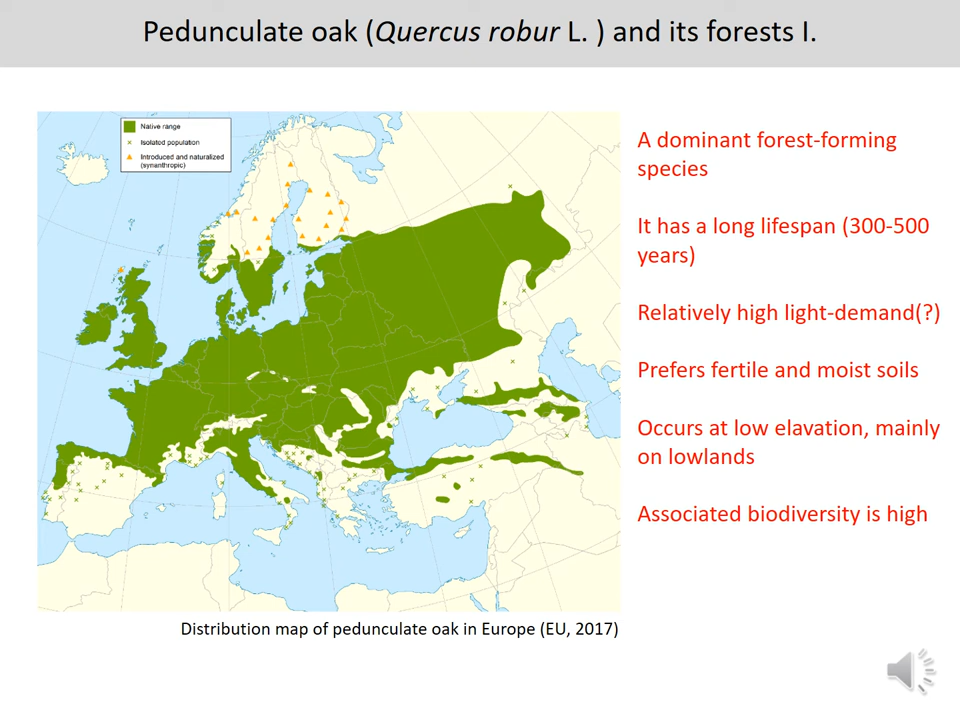 Pedunculate oak (Quercus robur L. ) and its forests I.
Native range
Isolated population
Introduced and naturalized
(synanthropic)
A dominant forest-forming
species
It has a long lifespan (300-500
years)
Relatively high light-demand(?)
Prefers fertile and moist soils
Occurs at low elavation, mainly
on lowlands
Associated biodiversity is high
Distribution map of pedunculate oak in Europe (EU, 2017)